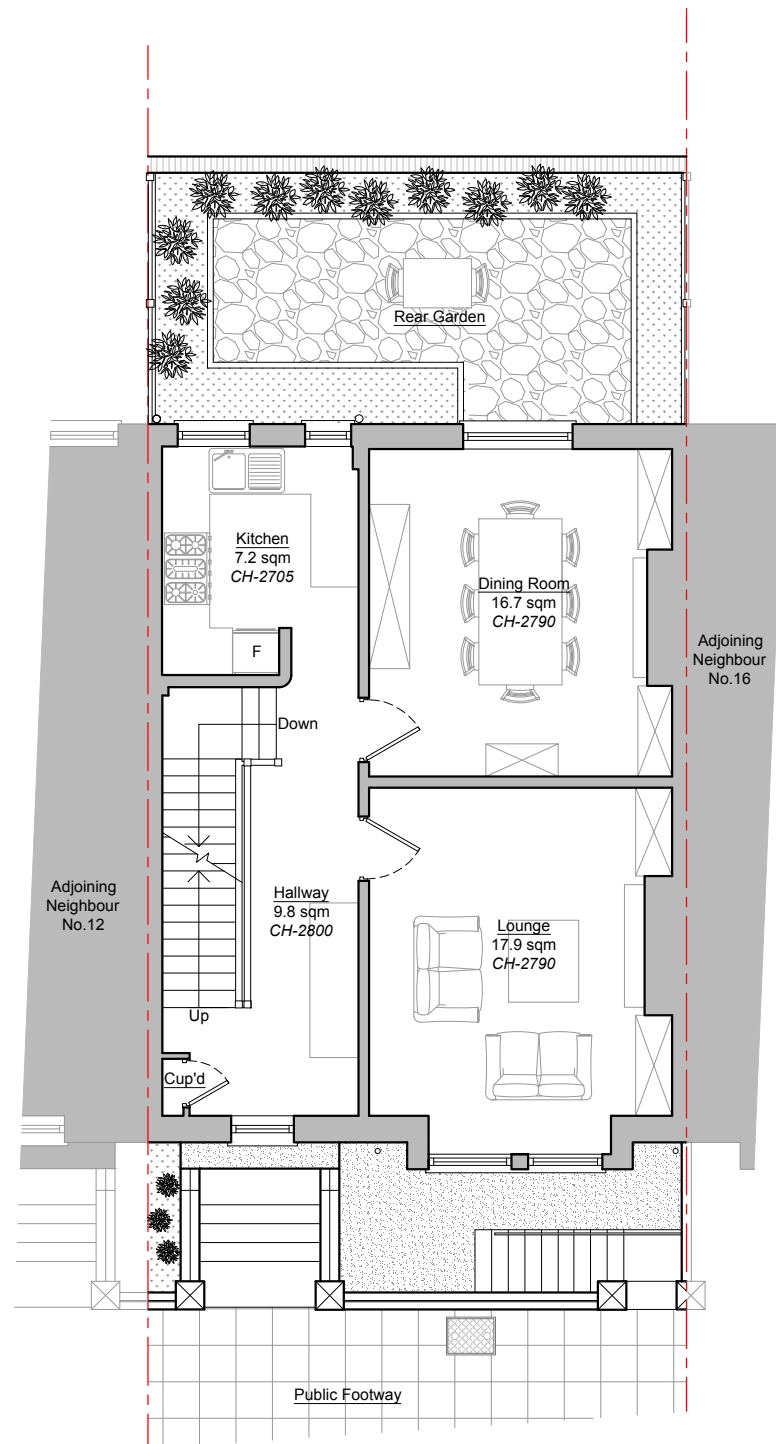 Rear Garden
Kitchen
7.2 sqm
CH-2705
F
Dining Room
16.7 sqm
CH-2790
Adjoining
Neighbour
No.16
Down
Adjoining
Neighbour
No.12
Hallway
9.8 sqm
CH-2800
Lounge
17.9 sqm
CH-2790
Up
Cup'd
Public Footway